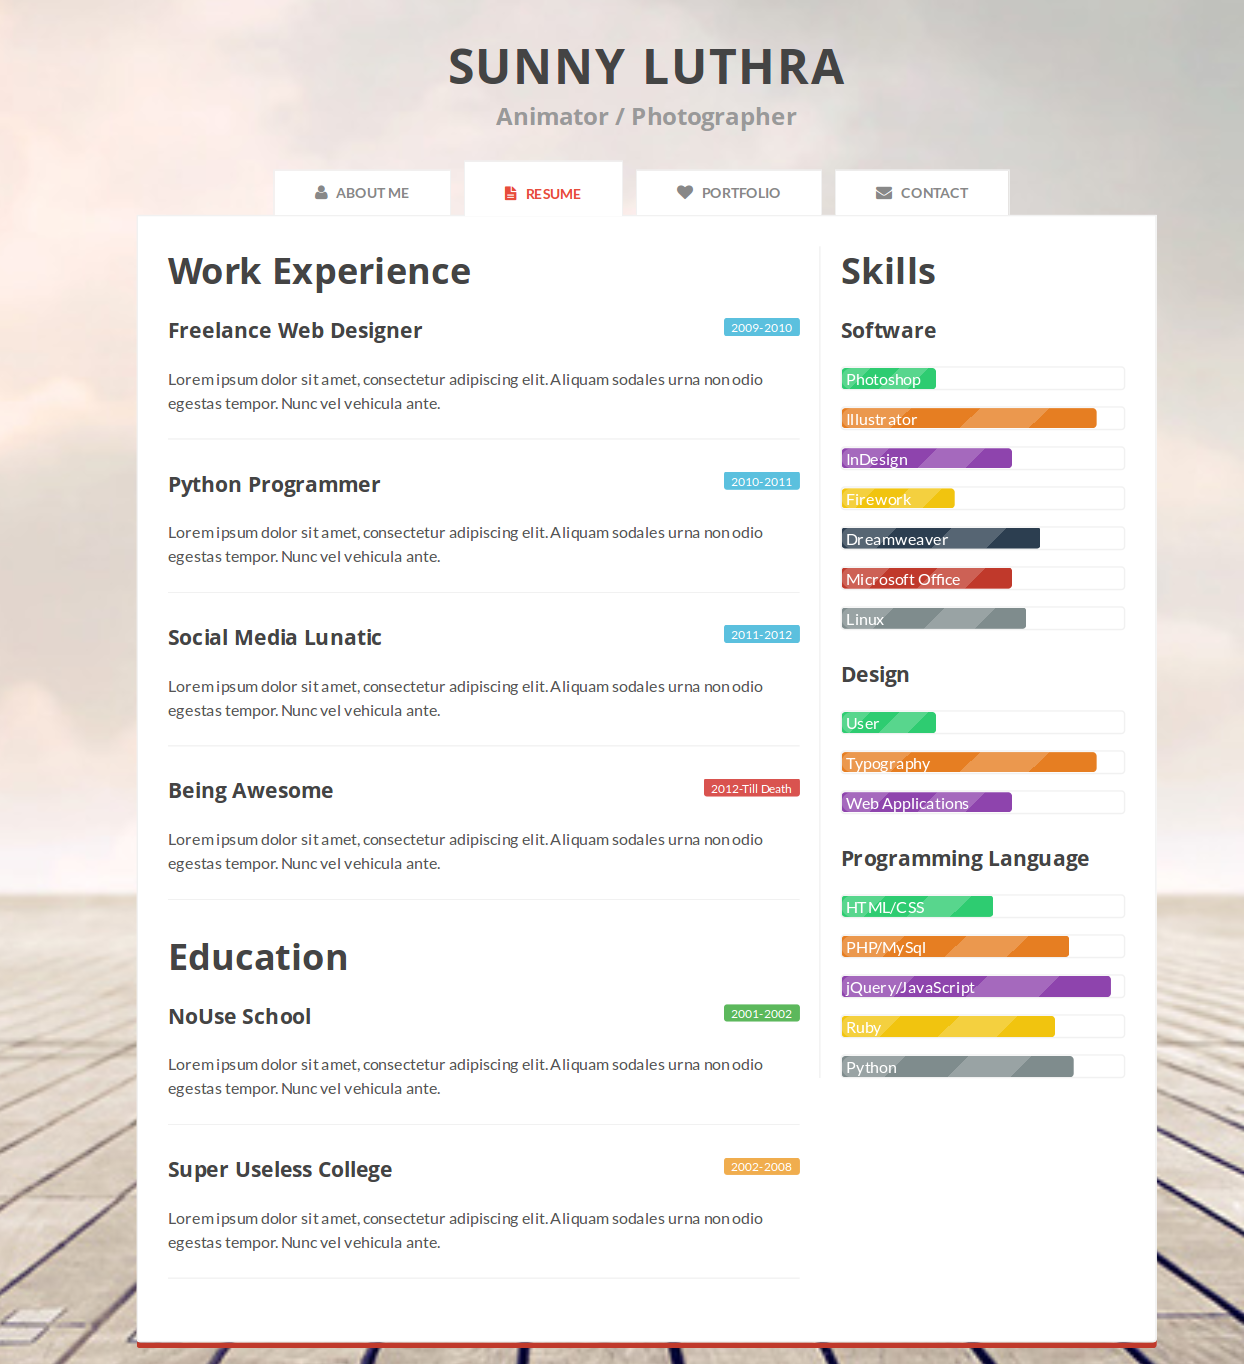 SUNNY LUTHRA
Animator / Photographer
ABOUT ME
RESUME
PORTFOLIO
CONTACT
Work Experience
Freelance Web Designer
2009-2010
Lorem ipsum dolor sit amet, consectetur adipiscing elit. Aliquam sodales urna non odio
egestas tempor. Nunc vel vehicula ante.
Python Programmer
2010-2011
Lorem ipsum dolor sit amet, consectetur adipiscing elit. Aliquam sodales urna non odio
egestas tempor. Nunc vel vehicula ante.
Social Media Lunatic
2011-2012
Lorem ipsum dolor sit amet, consectetur adipiscing elit. Aliquam sodales urna non odio
egestas tempor. Nunc vel vehicula ante.
Being Awesome
2012-Till Death
Lorem ipsum dolor sit amet, consectetur adipiscing elit. Aliquam sodales urna non odio
egestas tempor. Nunc vel vehicula ante.
Education
NoUse School
2001-2002
Lorem ipsum dolor sit amet, consectetur adipiscing elit. Aliquam sodales urna non odio
egestas tempor. Nunc vel vehicula ante.
Super Useless College
2002-2008
Lorem ipsum dolor sit amet, consectetur adipiscing elit. Aliquam sodales urna non odio
egestas tempor. Nunc vel vehicula ante.
Skills
Software
Photoshop
Illustrator
InDesign
Firework
Dreamweaver
Microsoft Office
Linux
Design
User
Typography
Web Applications
Programming Language
HTML/CSS
PHP/MySql
jQuery/JavaScript
Ruby
Python